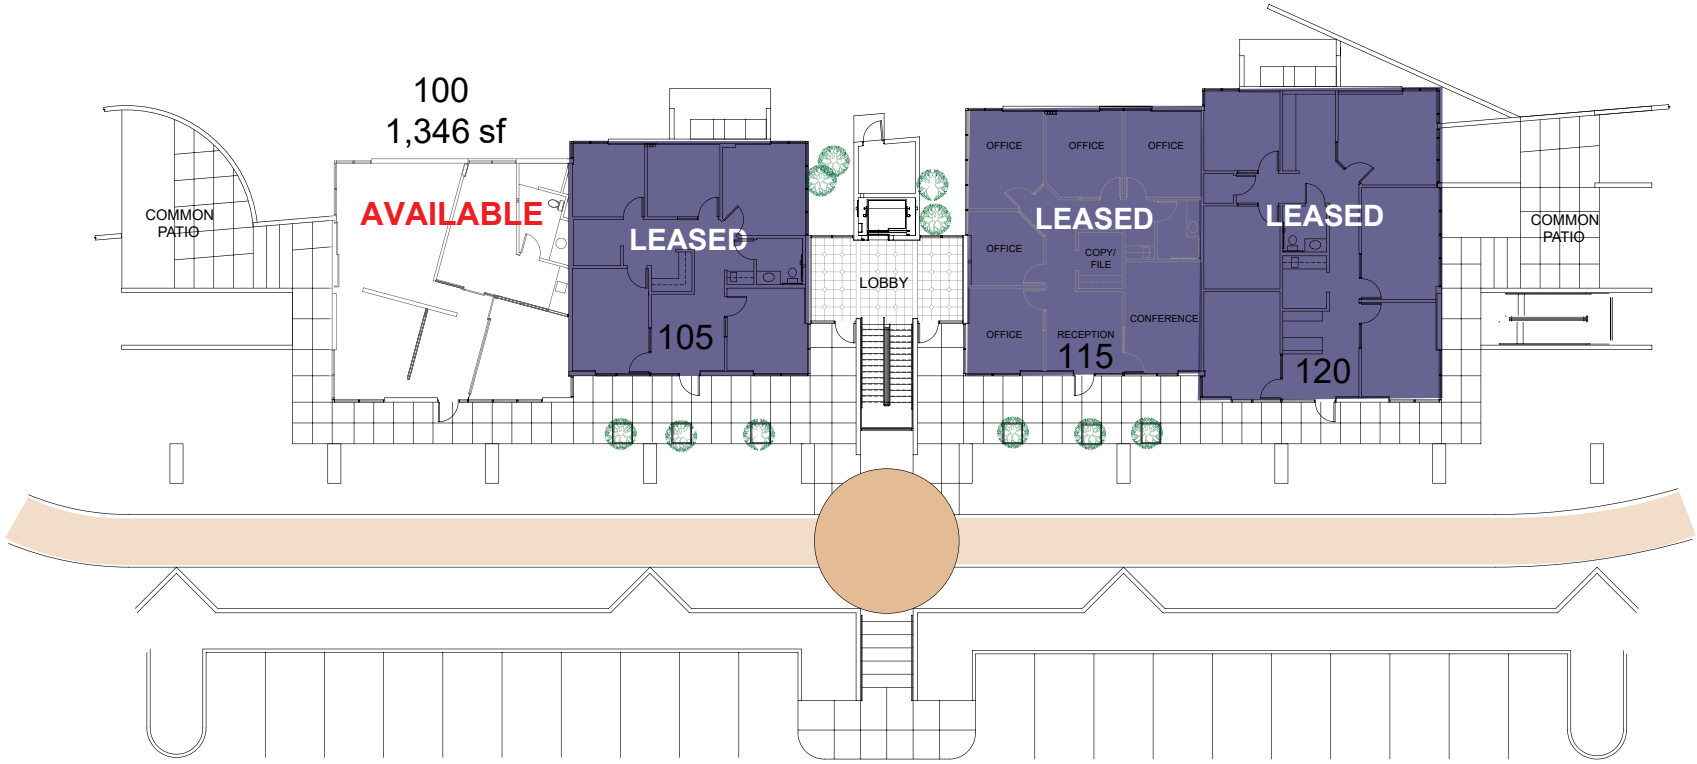 100
1,346 sf
AVAILABLE
COMMON
PATIO
LEASED
105
LOBBY
OFFICE
OFFICE
OFFICE
LEASED
OFFICE
COPY/
FILE
OFFICE
RECEPTION
CONFERENCE
115
LEASED
120
COMMON
PATIO